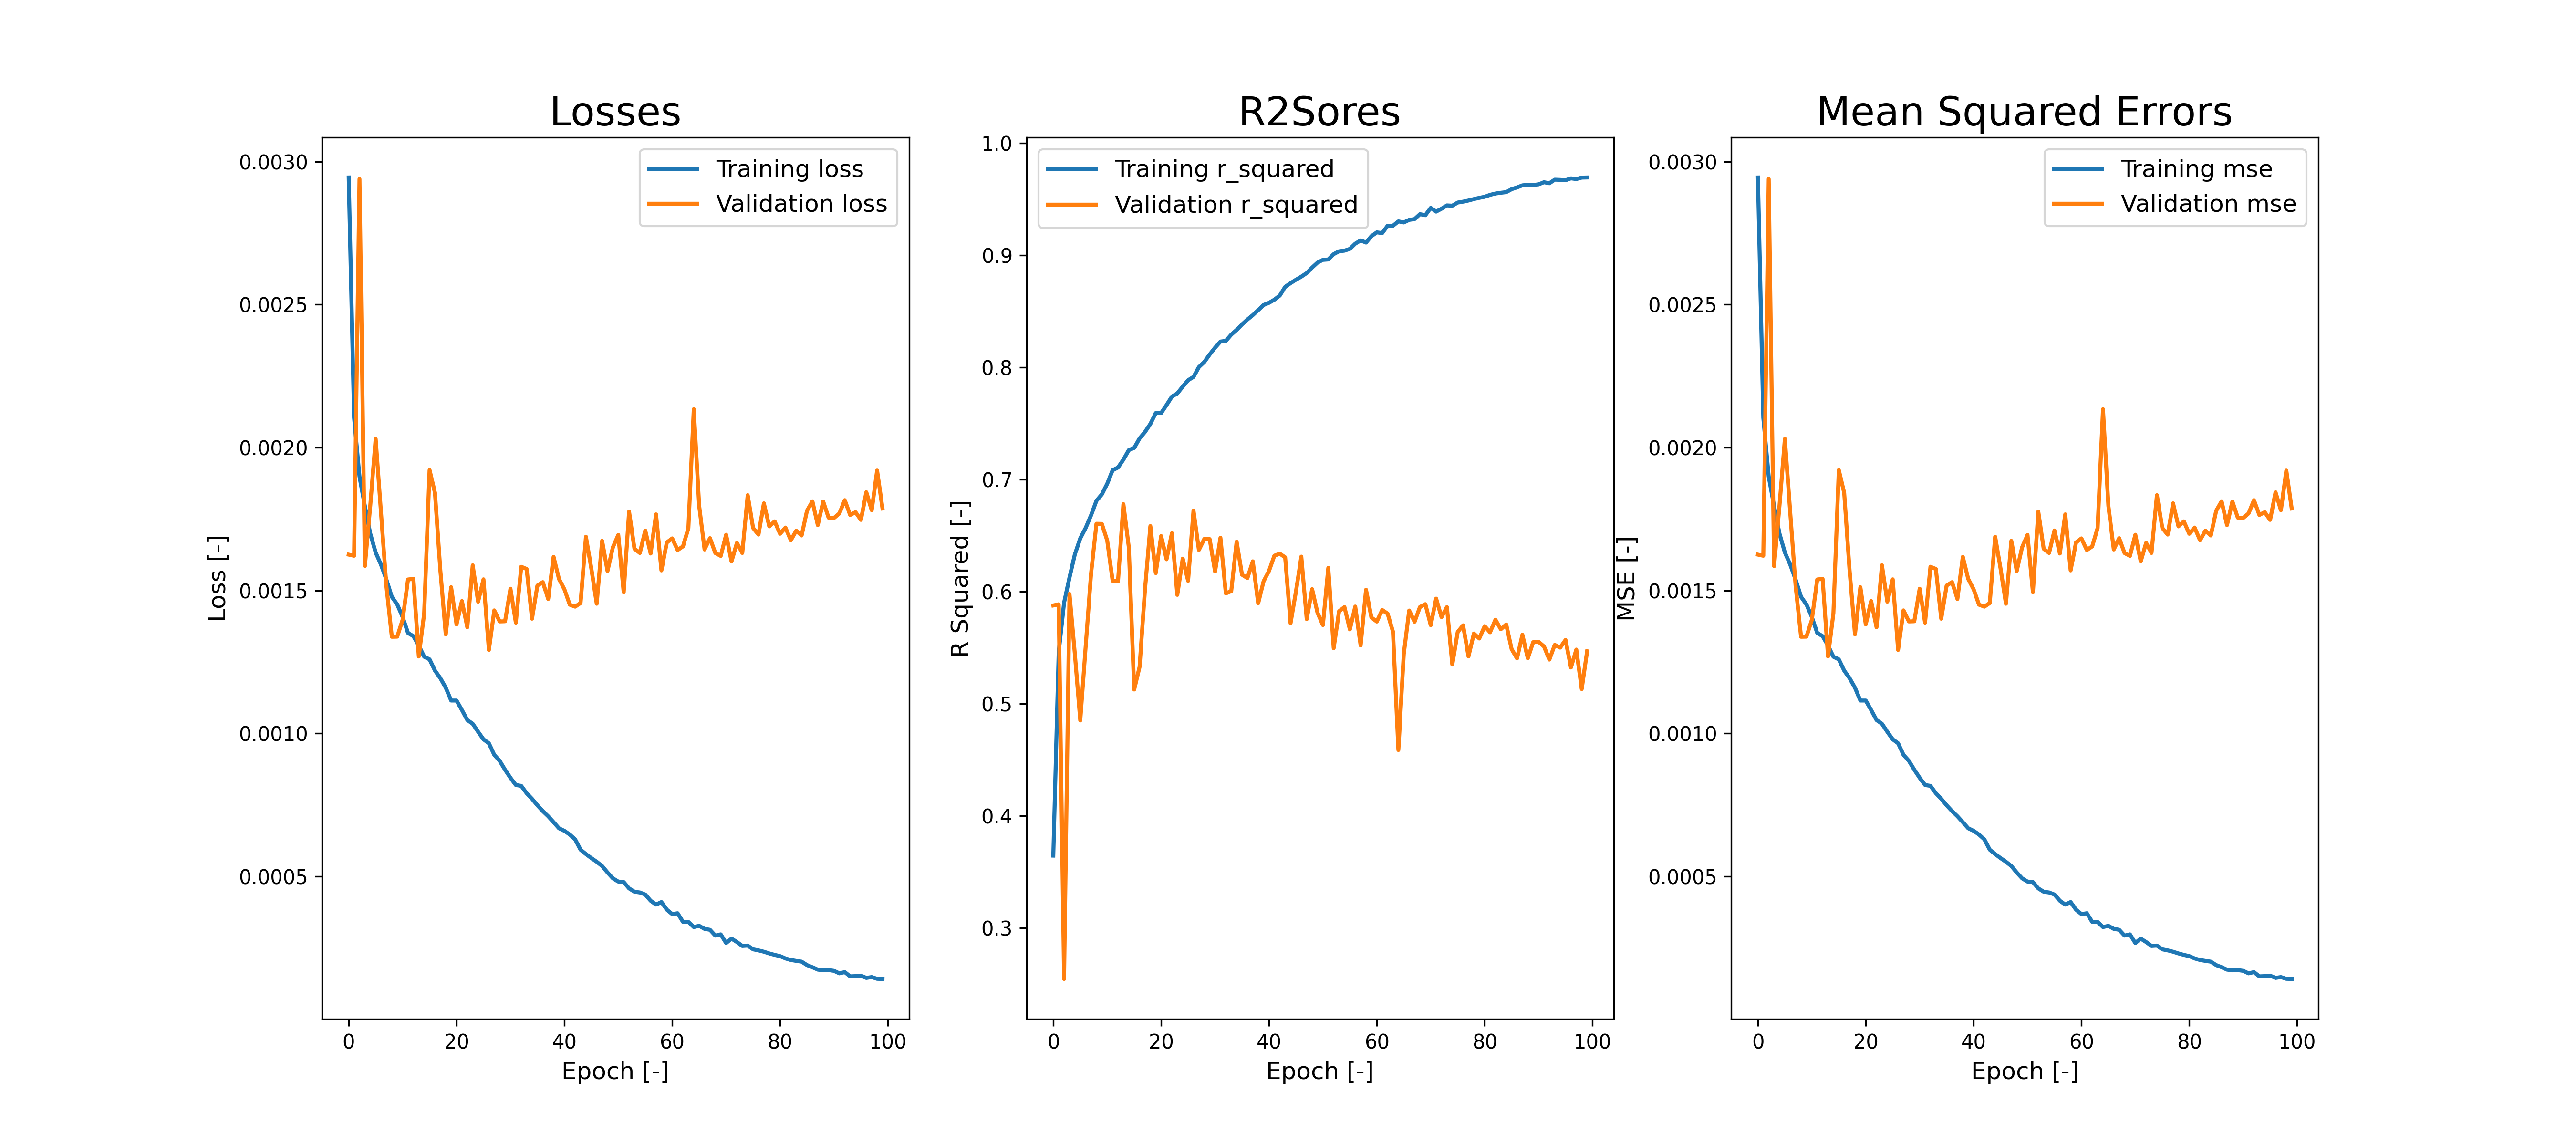 Losses
0.0030
0.0025
0.0020
0.0015
0.0010
0.0005
Loss [-]
Training loss
Validation loss
0 20 40 60 80 100
Epoch [-]
R2Sores
1.0
0.9
0.8
0.7
0.6
0.5
0.4
0.3
R Squared [-]
Training r_squared
Validation r_squared
0 20 40 60 80 100
Epoch [-]
Mean Squared Errors
0.0030
0.0025
0.0020
0.0015
0.0010
0.0005
MSE [-]
Training mse
Validation mse
0 20 40 60 80 100
Epoch [-]